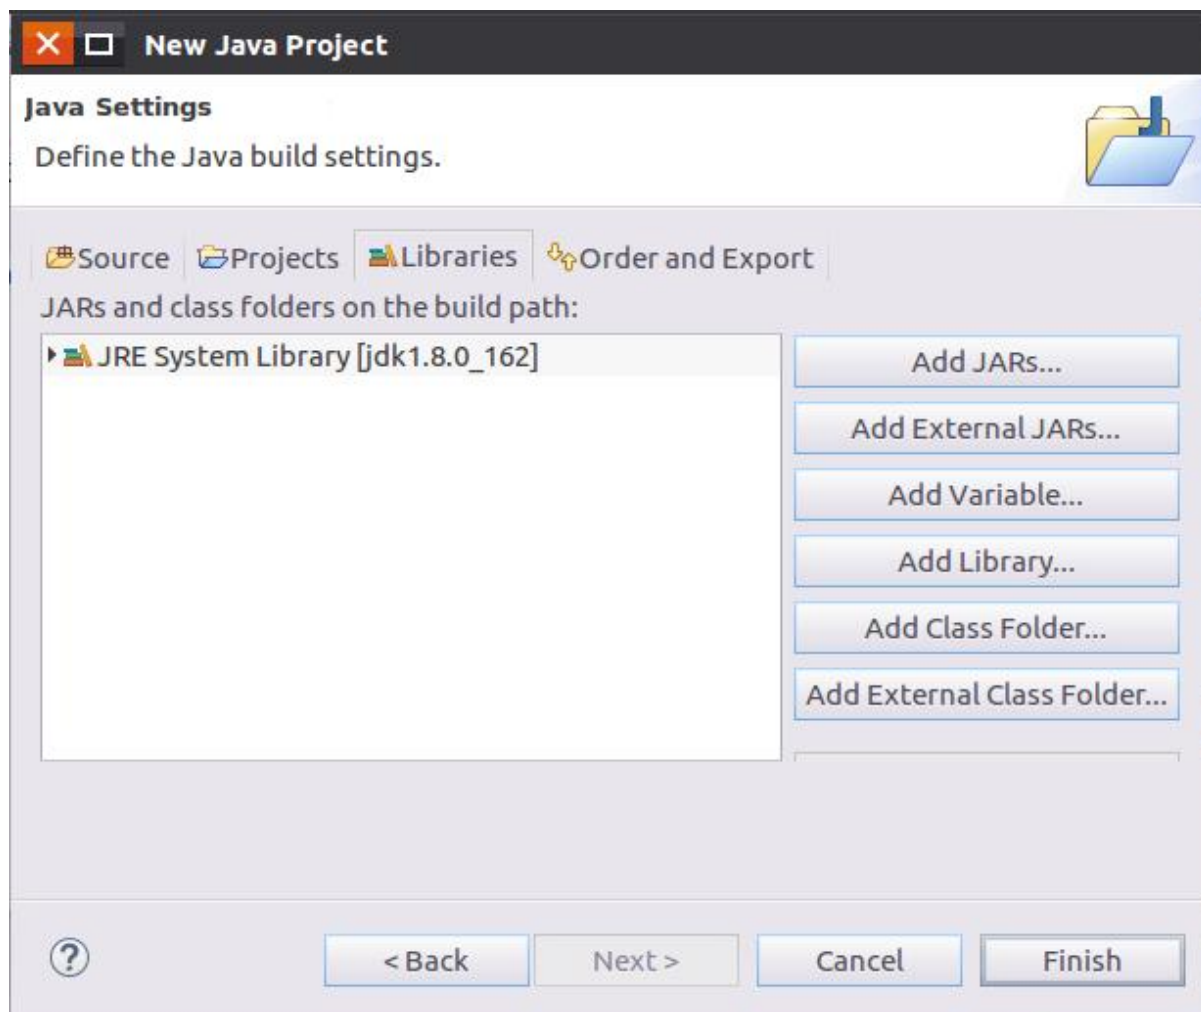 New Java Project
Java Settings
Define the Java build settings.
Source Projects Libraries Order and Export
JARs and class folders on the build path:
JRE System Library [jdk1.8.0_162]
Add JARs...
Add External JARs...
Add Variable...
Add Library...
Add Class Folder...
Add External Class Folder...
? < Back Next > Cancel Finish